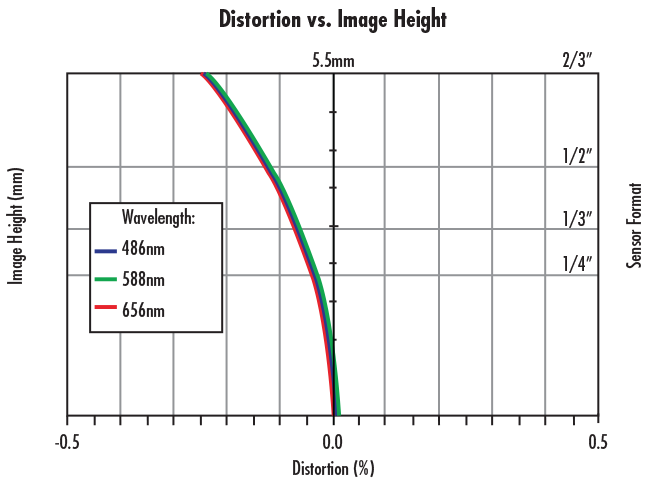 Distortion vs. Image Height
5.5mm
2/3”
1/2”
1/3”
1/4”
Image Height (mm)
Sensor Format
Wavelength:
486nm
588nm
656nm
-0.5
0.0
0.5
Distortion (%)